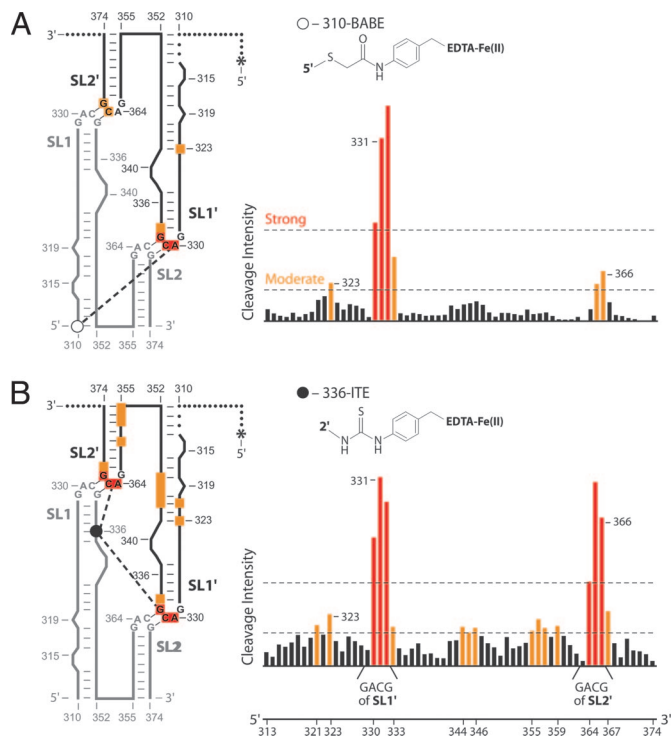 A
374 355 352 310
3'
5'
SL2'
315
319
323
G G
C A 364
330 A C G
G
SL1
336
340
340
336
SL1'
319
G G
C A 330
364 A C G
G G
SL2
315
5' 3'
310 352 355 374
○ – 310-BABE
5' S O N H EDTA-Fe(II)
Cleavage Intensity
Strong
Moderate
331
323
366
B
374 355 352 310
3'
5'
SL2'
315
319
323
G G
C A 364
330 A C G
G
SL1
336
340
336
SL1'
319
G G
C A 330
364 A C G
G G
SL2
315
5' 3'
310 352 355 374
● – 336-ITE
2' N H S N H EDTA-Fe(II)
Cleavage Intensity
331
323
366
GACG of SL1'
GACG of SL2'
5' 3'
313 321 323 330 333 344 346 355 359 364 367 374